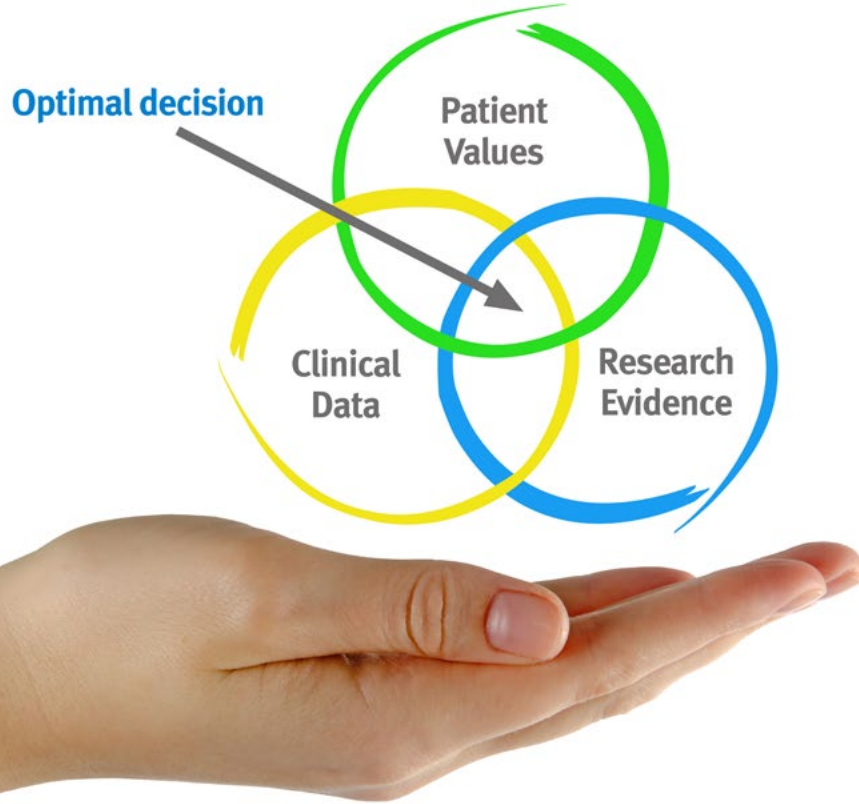 Optimal decision
Patient
Values
Clinical
Data
Research
Evidence